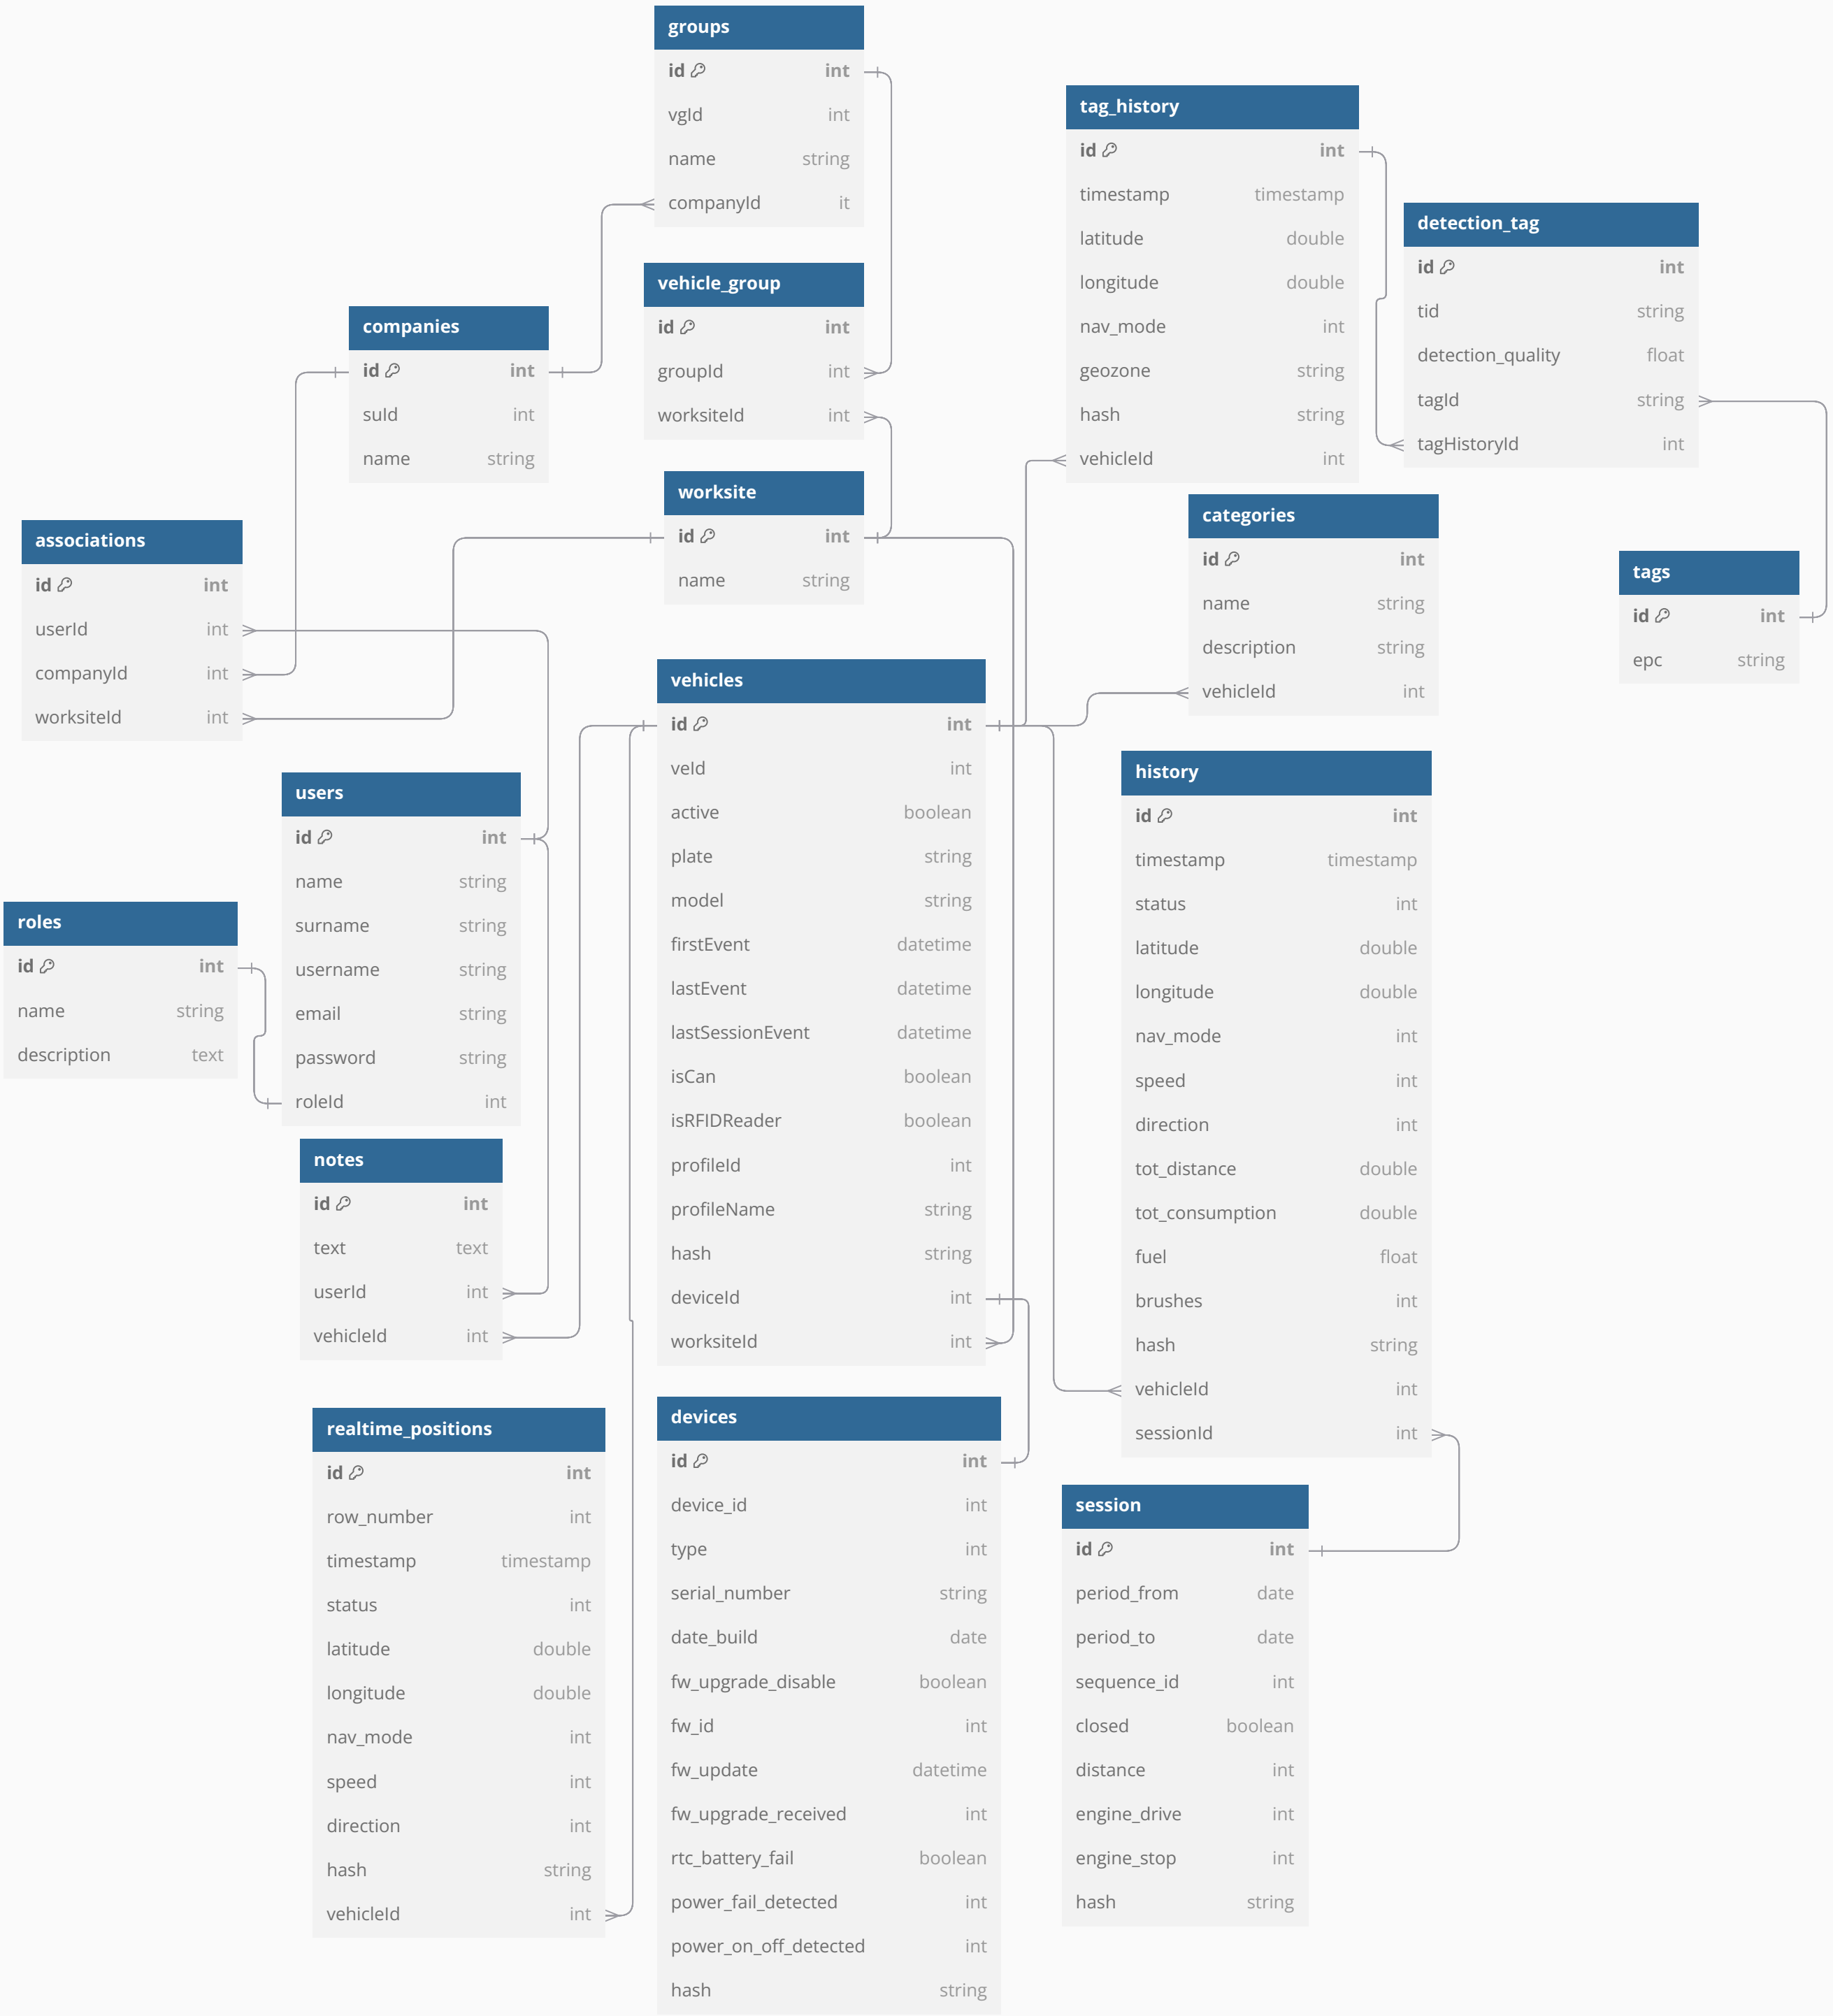 groups
id int
vgId int
name string
companyId it
tag_history
id int
timestamp timestamp
latitude double
longitude double
nav_mode int
geozone string
hash string
vehicleId int
detection_tag
id int
tid string
detection_quality float
tagId string
tagHistoryId int
vehicle_group
id int
groupId int
worksiteId int
companies
id int
suId int
name string
worksite
id int
name string
categories
id int
name string
description string
vehicleId int
associations
id int
userId int
companyId int
worksiteId int
tags
id int
epc string
vehicles
id int
veId int
active boolean
plate string
model string
firstEvent datetime
lastEvent datetime
lastSessionEvent datetime
isCan boolean
isRFIDReader boolean
profileId int
profileName string
hash string
deviceId int
worksiteId int
history
id int
timestamp timestamp
status int
latitude double
longitude double
nav_mode int
speed int
direction int
tot_distance double
tot_consumption double
fuel float
brushes int
hash string
vehicleId int
sessionId int
users
id int
name string
surname string
username string
email string
password string
roleId int
roles
id int
name string
description text
notes
id int
text text
userId int
vehicleId int
realtime_positions
id int
row_number int
timestamp timestamp
status int
latitude double
longitude double
nav_mode int
speed int
direction int
hash string
vehicleId int
devices
id int
device_id int
type int
serial_number string
date_build date
fw_upgrade_disable boolean
fw_id int
fw_update datetime
fw_upgrade_received int
rtc_battery_fail boolean
power_fail_detected int
power_on_off_detected int
hash string
session
id int
period_from date
period_to date
sequence_id int
closed boolean
distance int
engine_drive int
engine_stop int
hash string